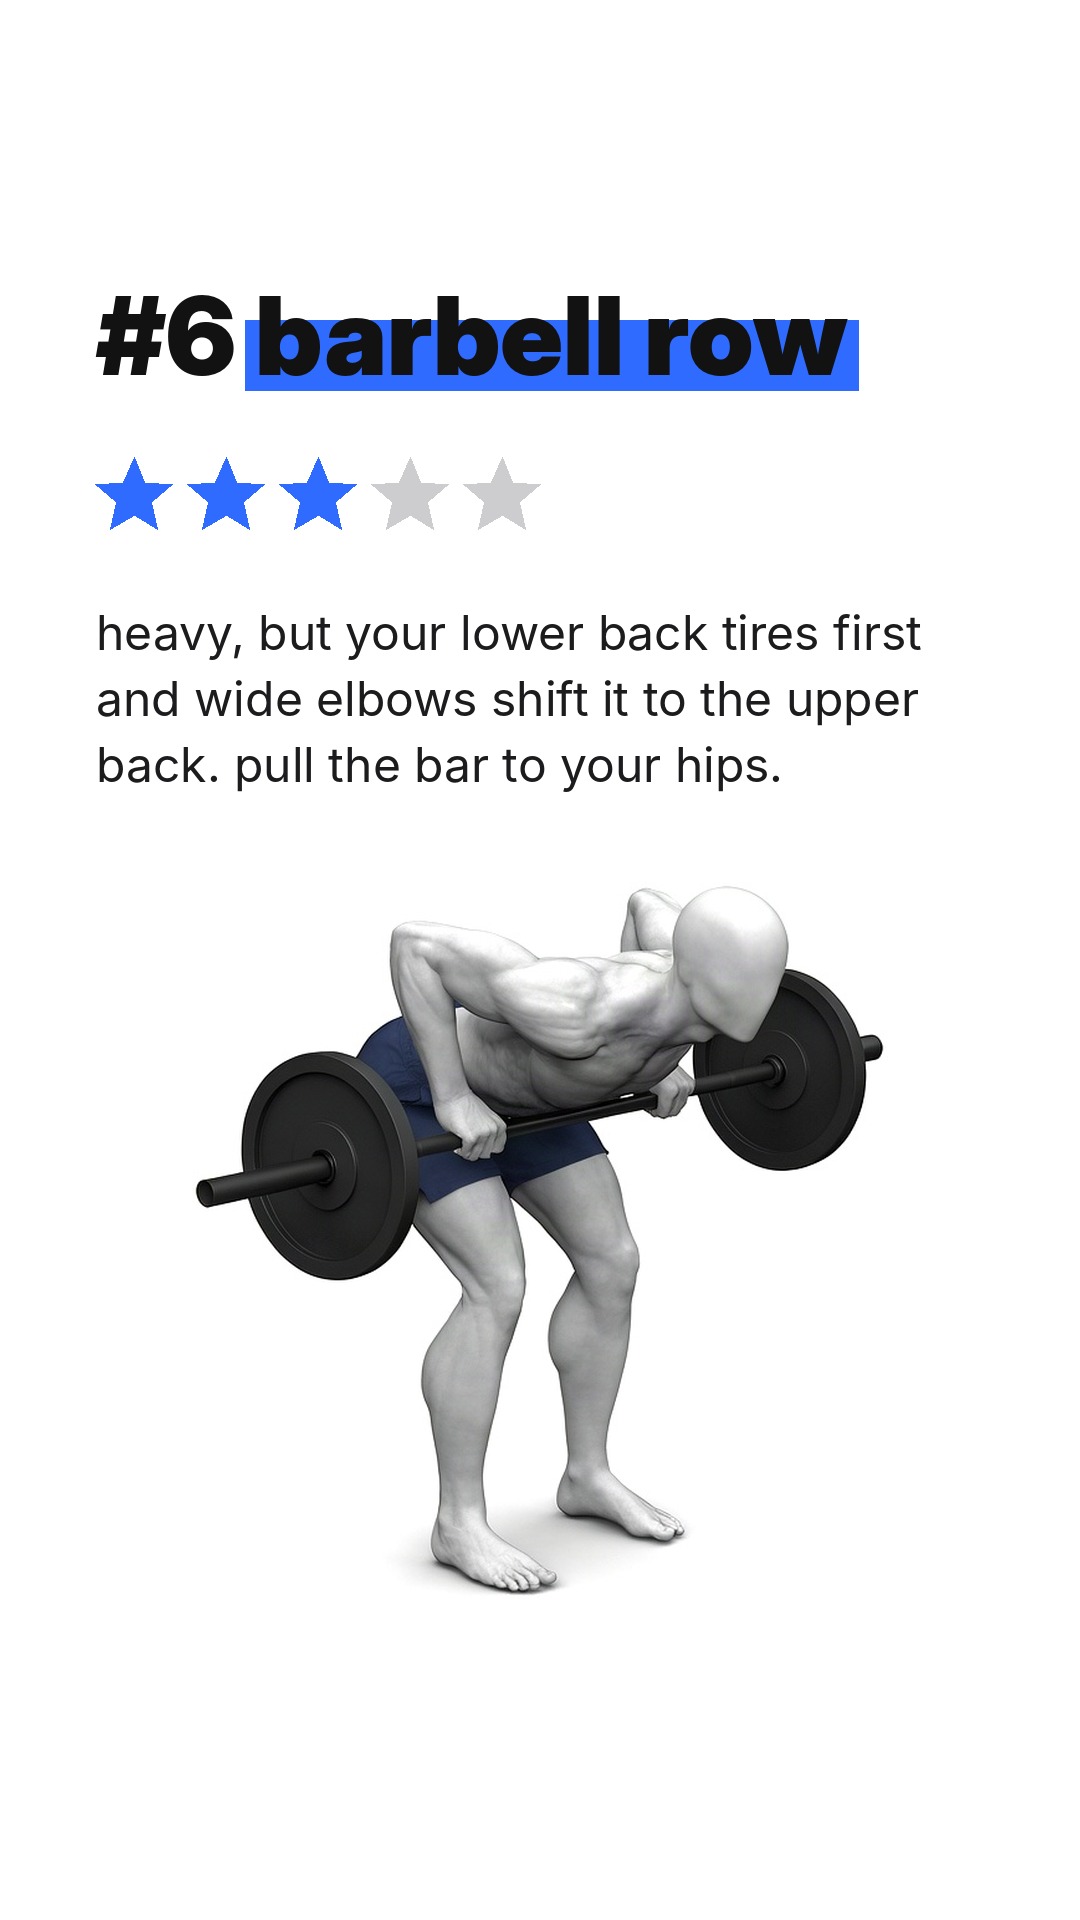 #6 barbell row
heavy, but your lower back tires first
and wide elbows shift it to the upper
back. pull the bar to your hips.